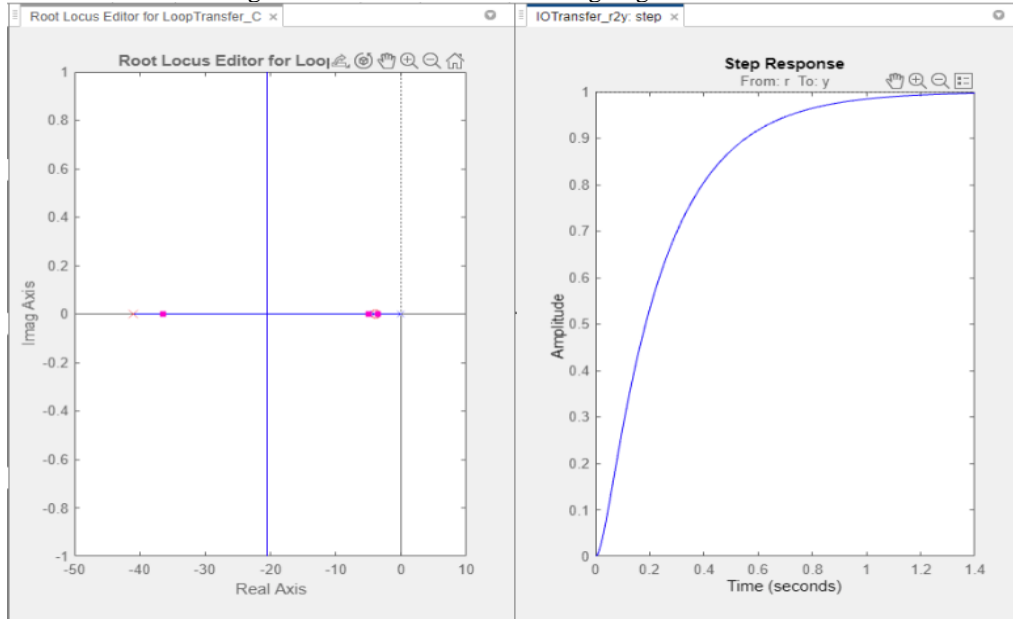 Root Locus Editor for LoopTransfer_C ×
Root Locus Editor for Loop
1
0.8
0.6
0.4
0.2
0
-0.2
-0.4
-0.6
-0.8
-1
Imag Axis
-50 -40 -30 -20 -10 0 10
Real Axis
IOTransfer_r2y: step ×
Step Response
From: r To: y
1
0.9
0.8
0.7
0.6
0.5
0.4
0.3
0.2
0.1
0
Amplitude
0 0.2 0.4 0.6 0.8 1 1.2 1.4
Time (seconds)